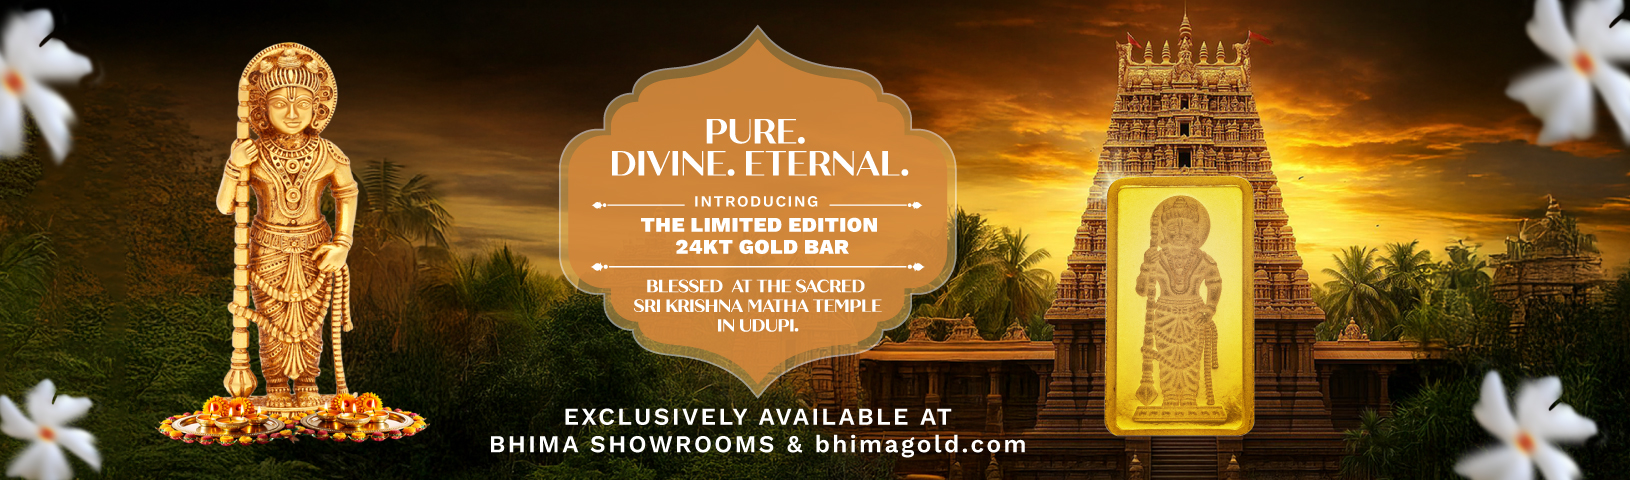 PURE.
DIVINE. ETERNAL.
INTRODUCING
THE LIMITED EDITION
24KT GOLD BAR
BLESSED AT THE SACRED
SRI KRISHNA MATHA TEMPLE
IN UDUPI.
EXCLUSIVELY AVAILABLE AT
BHIMA SHOWROOMS & bhimagold.com